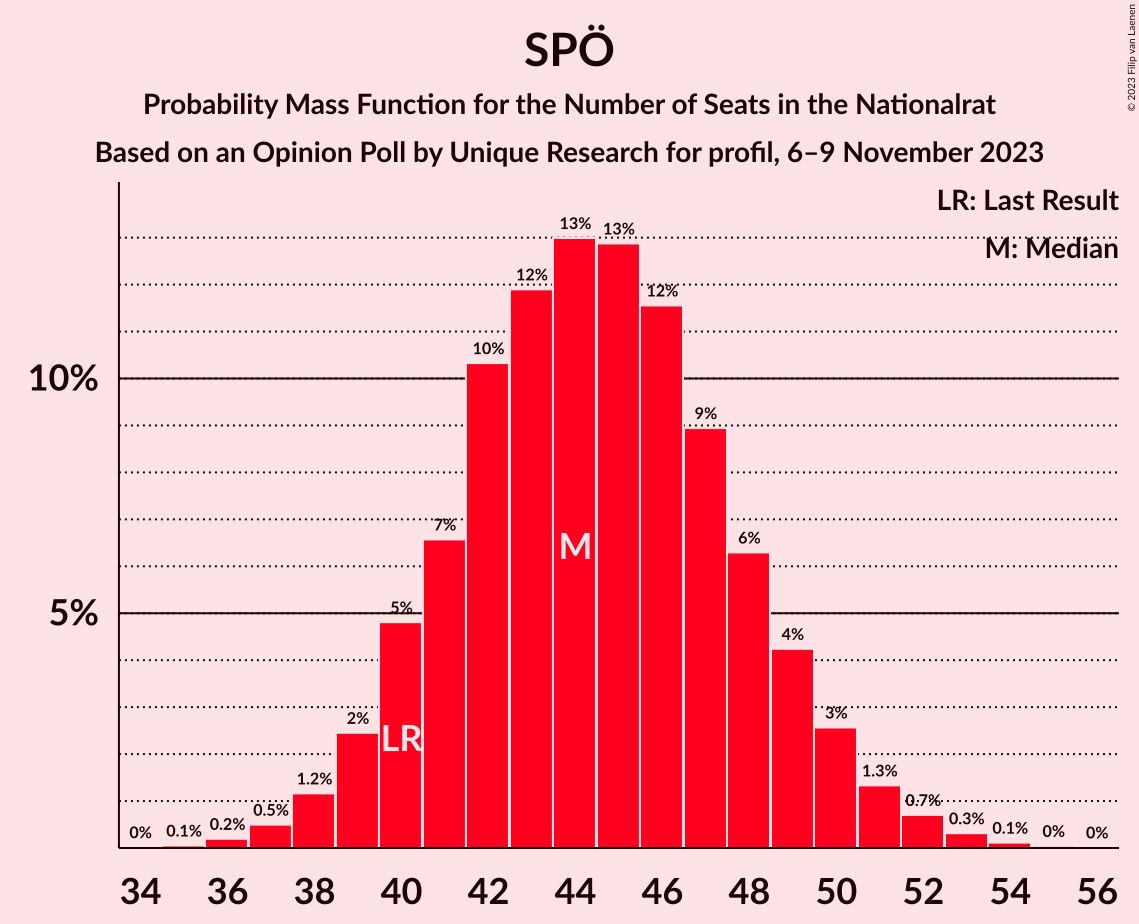 SPÖ
Probability Mass Function for the Number of Seats in the Nationalrat
Based on an Opinion Poll by Unique Research for profil, 6–9 November 2023
© 2023 Filip van Laenen
LR: Last Result
M: Median
10%
5%
0%
0.1%
0.2%
0.5%
1.2%
2%
5%
7%
10%
12%
13%
13%
12%
9%
6%
4%
3%
1.3%
0.7%
0.3%
0.1%
0%
0%
LR
M
34 36 38 40 42 44 46 48 50 52 54 56